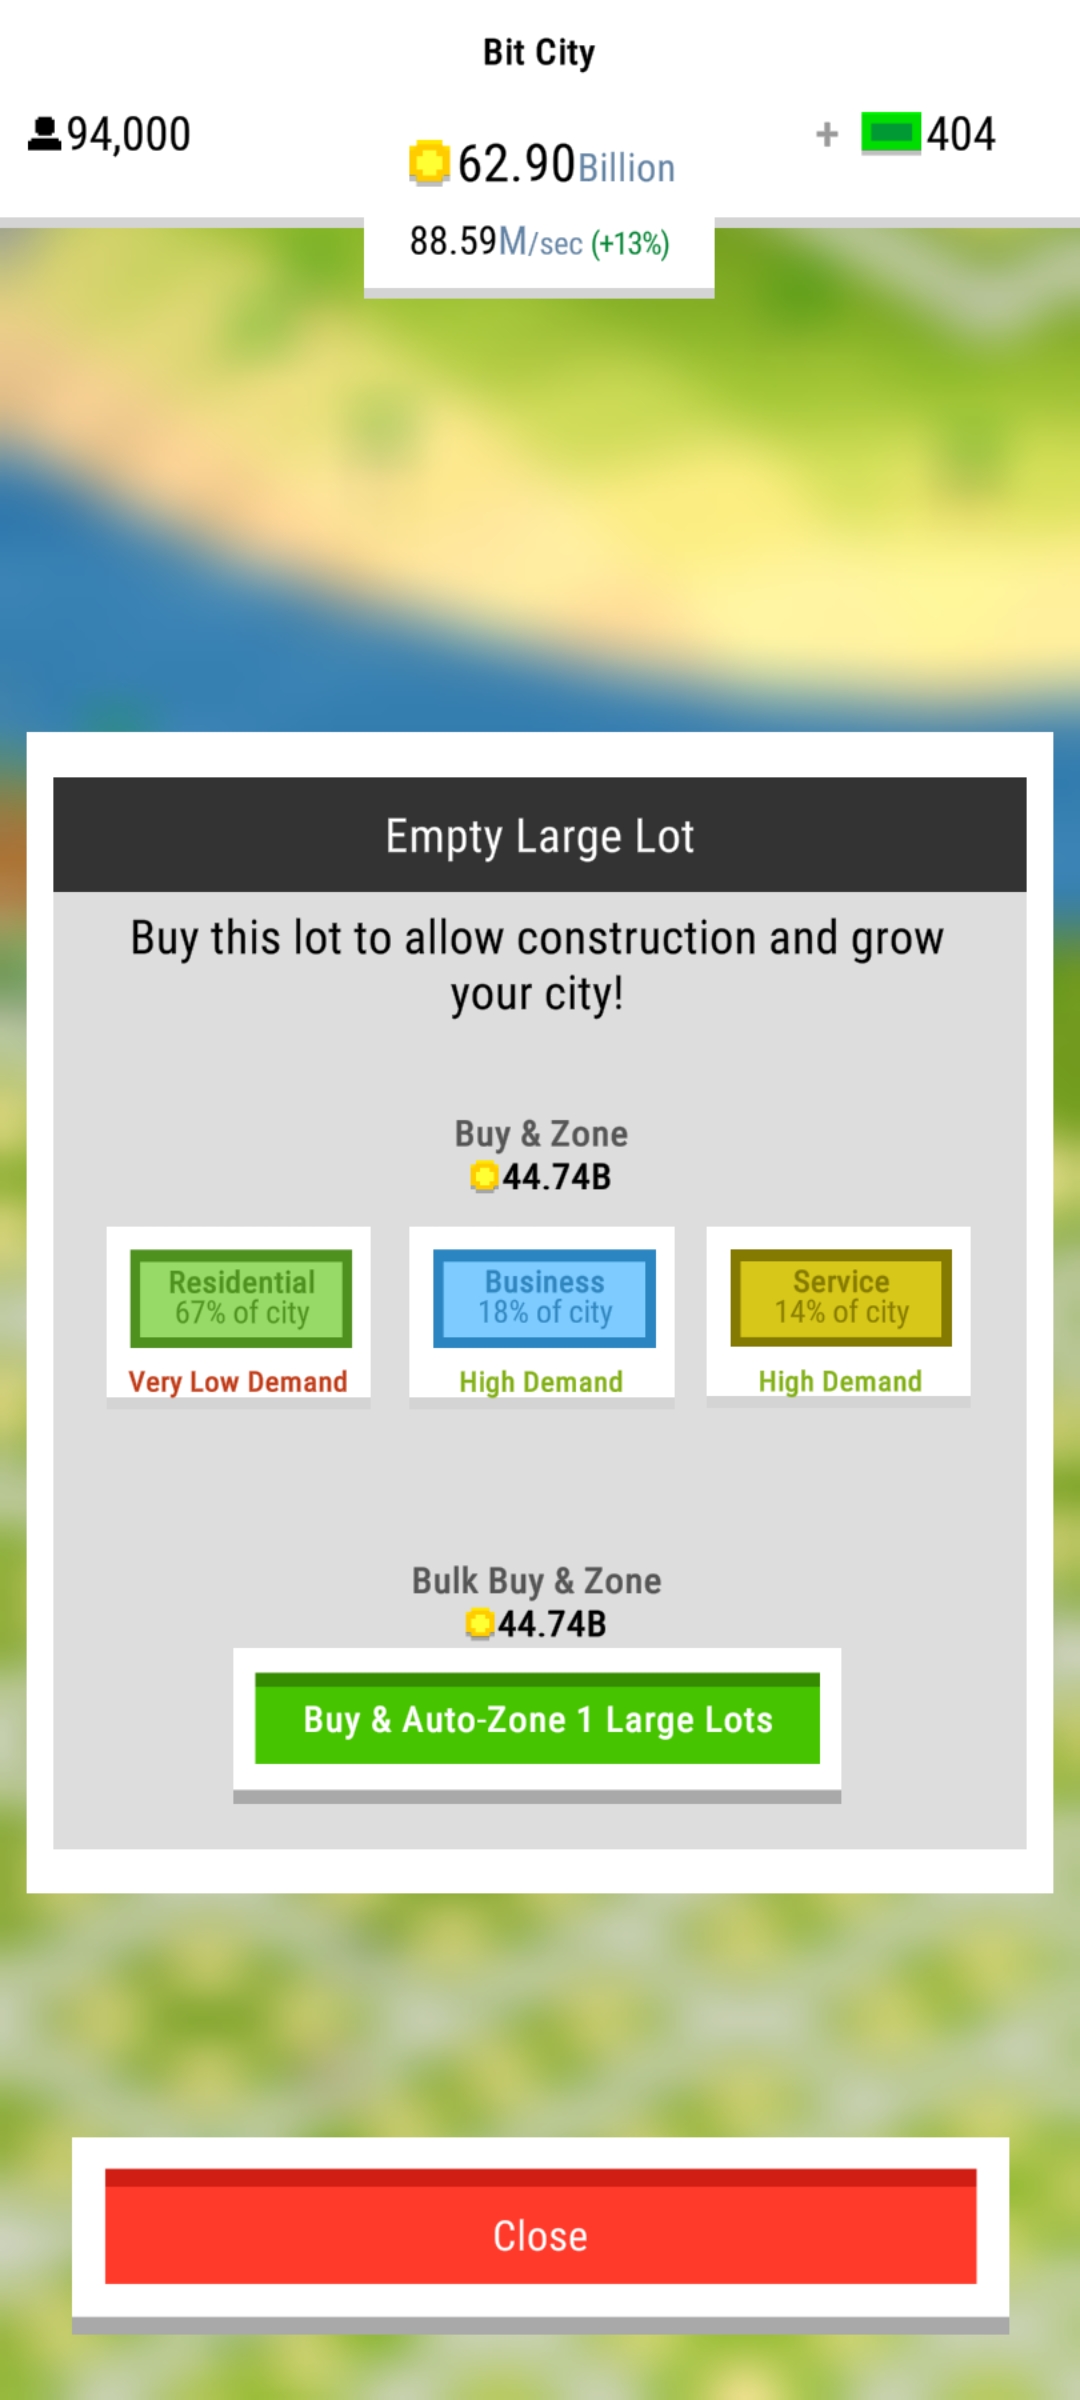 Bit City
94,000
62.90Billion
+ 404
88.59M/sec (+13%)
Empty Large Lot
Buy this lot to allow construction and grow
your city!
Buy & Zone
44.74B
Residential
67% of city
Very Low Demand
Business
18% of city
High Demand
Service
14% of city
High Demand
Bulk Buy & Zone
44.74B
Buy & Auto-Zone 1 Large Lots
Close